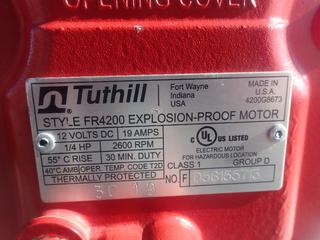 OPENING COVER
Tuthill
Fort Wayne
Indiana
USA
MADE IN
U.S.A.
4200G8673
STYLE FR4200 EXPLOSION-PROOF MOTOR
12 VOLTS DC 19 AMPS
1/4 HP 2600 RPM
55° C RISE 30 MIN. DUTY
40°C AMB OPER. TEMP. CODE T2D
THERMALLY PROTECTED
C UL US LISTED
ELECTRIC MOTOR
FOR HAZARDOUS LOCATION
CLASS 1 GROUP D
NO. F